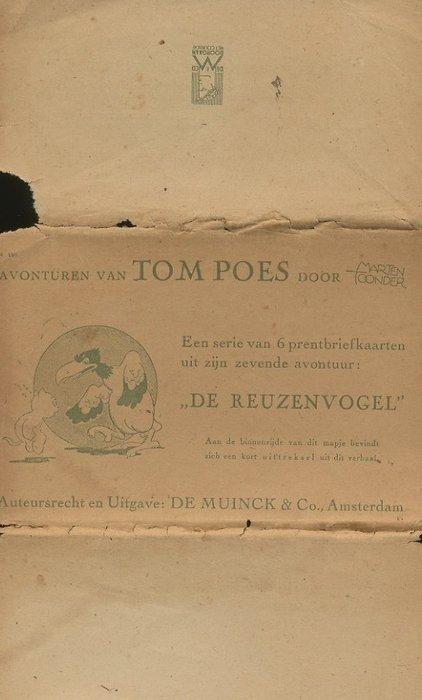 AVONTUREN VAN TOM POES DOOR MARTEN TOONDER
Een serie van 6 prentbriefkaarten
uit zijn zevende avontuur:
„DE REUZENVOGEL"
Aan de binnenzijde van dit mapje bevindt
zich een kort uittreksel uit dit verhaal.
Auteursrecht en Uitgave: DE MUINCK & Co., Amsterdam